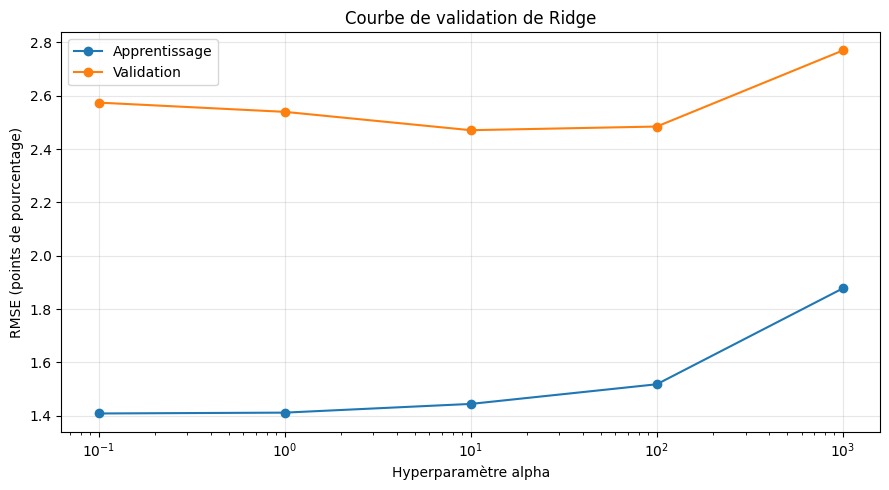 Courbe de validation de Ridge
Apprentissage
Validation
RMSE (points de pourcentage)
2.8
2.6
2.4
2.2
2.0
1.8
1.6
1.4
10⁻¹ 10⁰ 10¹ 10² 10³
Hyperparamètre alpha